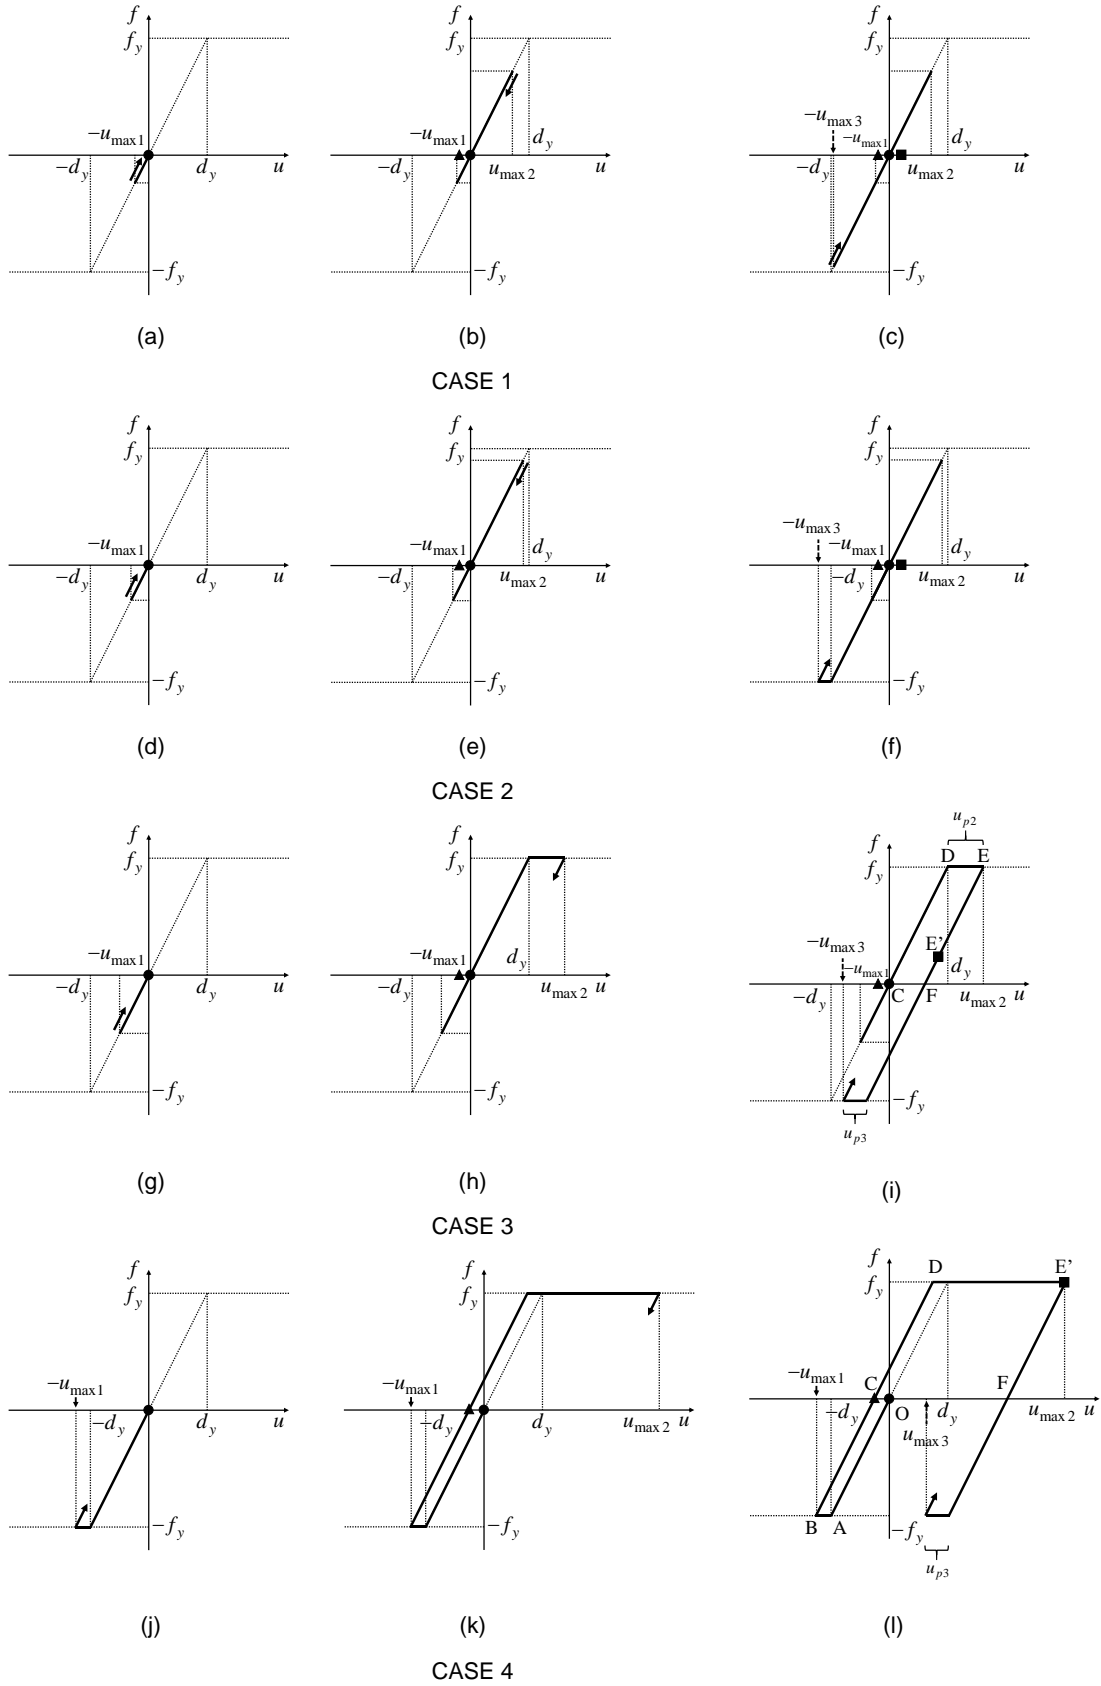 f f f
f_y f_y f_y
−u_max1 −u_max1 −u_max3
−u_max1
−d_y d_y u −d_y d_y u_max2 u −d_y d_y u_max2 u
−f_y −f_y −f_y
(a) (b) (c)
CASE 1
f f f
f_y f_y f_y
−u_max1 −u_max1 −u_max3 −u_max1
−d_y d_y u −d_y d_y u_max2 u −d_y d_y u_max2 u
−f_y −f_y −f_y
(d) (e) (f)
CASE 2
u_p2
f f f D E
f_y f_y f_y
−u_max1 −u_max1 −u_max3 −u_max1 E'
−d_y d_y u −d_y d_y u_max2 u −d_y C F d_y u_max2 u
−f_y −f_y −f_y
u_p3
(g) (h) (i)
CASE 3
f f f D E'
f_y f_y f_y
−u_max1 −u_max1 −u_max1 C F
−d_y d_y u −d_y d_y u_max2 u −d_y O d_y u_max2 u
u_max3
−f_y −f_y B A −f_y
u_p3
(j) (k) (l)
CASE 4